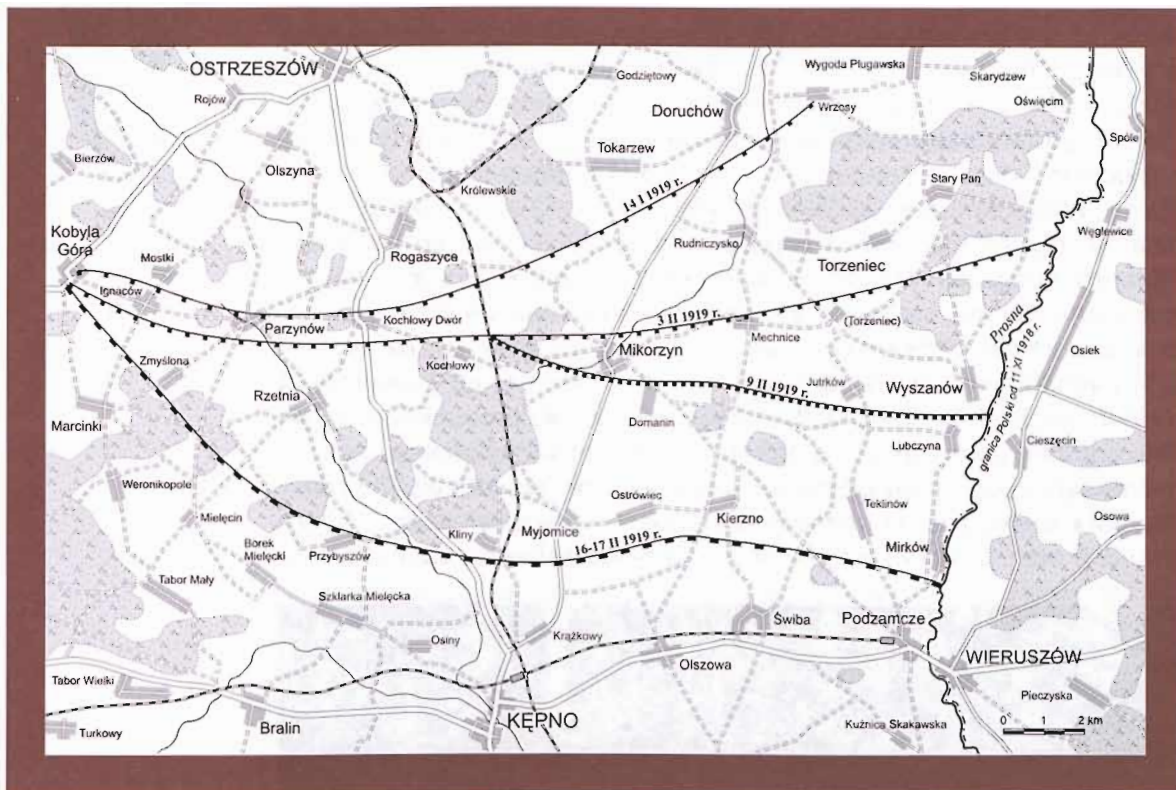 OSTRZESZÓW
Rojów
Godziętowy
Wygoda Plugawska
Skarydzew
Oświęcim
Doruchów
Wrzosy
Spóle
Bierzów
Olszyna
Tokarzew
Królewskie
Stary Pan
14 I 1919 r.
Kobyla
Góra
Mostki
Rogaszyce
Rudniczysko
Węglewice
Torzeniec
Ignaców
Parzynów
Kochłowy Dwór
3 II 1919 r.
(Torzeniec)
Prosna
Mechnice
Mikorzyn
Kochłowy
Osiek
Zmyślona
9 II 1919 r.
Jutrków
Wyszanów
Rzetnia
granica Polski od 11 XI 1918 r.
Marcinki
Domanin
Lubczyna
Cieszęcin
Weronikopole
Ostrówiec
Teklinów
Mielęcin
Kierzno
Osowa
Myjomice
Borek
Mielęcki
Przybyszów
Kliny
16-17 II 1919 r.
Mirków
Tabor Mały
Szklarka Mielęcka
Świba
Podzamcze
Osiny
Krążkowy
Olszowa
WIERUSZÓW
Tabor Wielki
Pieczyska
Turkowy
Bralin
KĘPNO
Kuźnica Skakawska
0 1 2 km